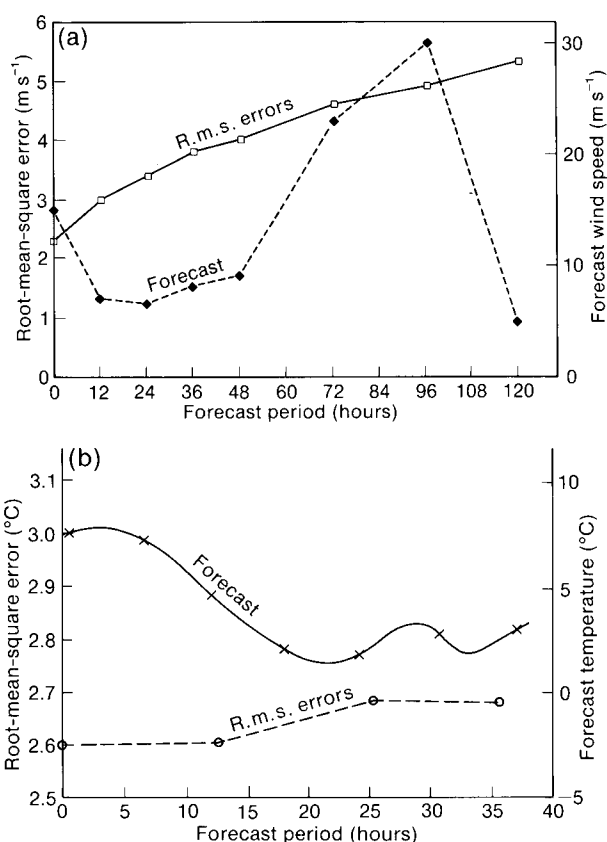 (a)
Root-mean-square error (m s⁻¹)
6
5
4
3
2
1
0
30
20
10
0
Forecast wind speed (m s⁻¹)
R.m.s. errors
Forecast
0 12 24 36 48 60 72 84 96 108 120
Forecast period (hours)
(b)
Root-mean-square error (°C)
3.1
3.0
2.9
2.8
2.7
2.6
2.5
10
5
0
−5
Forecast temperature (°C)
Forecast
R.m.s. errors
0 5 10 15 20 25 30 35 40
Forecast period (hours)